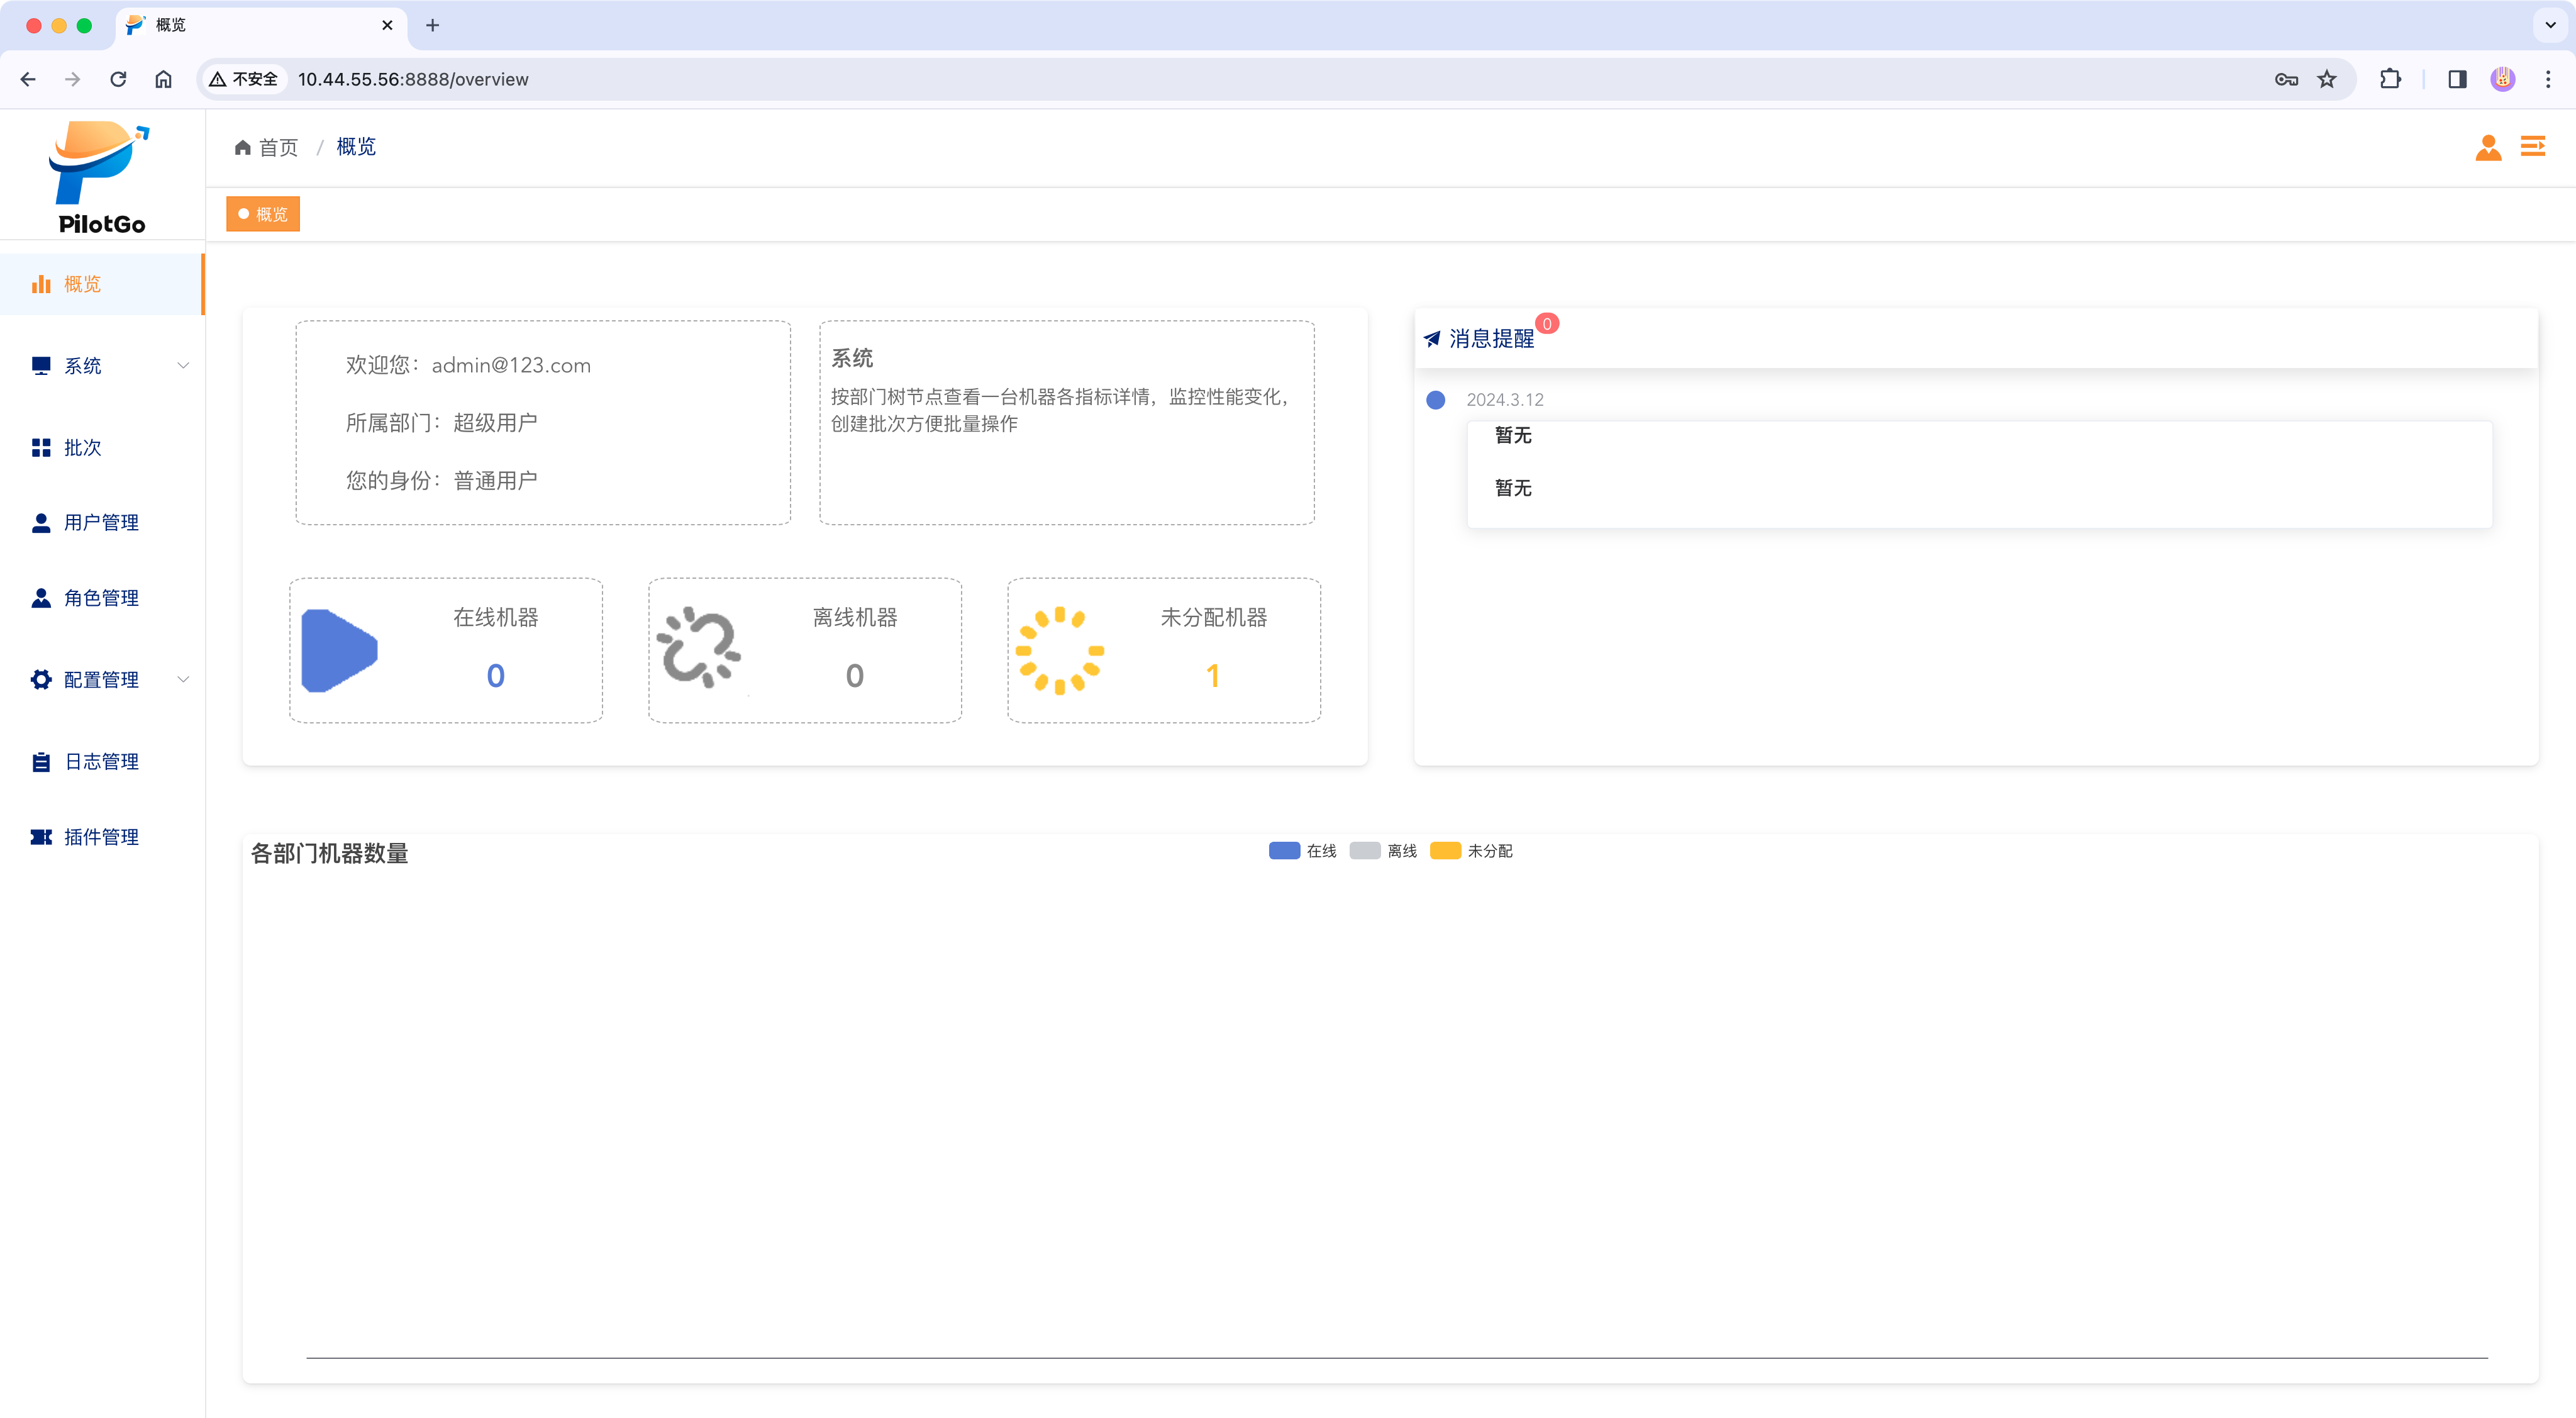 概览
不安全 10.44.55.56:8888/overview
PilotGo
首页 / 概览
概览
概览
系统
批次
用户管理
角色管理
配置管理
日志管理
插件管理
欢迎您：admin@123.com
所属部门：超级用户
您的身份：普通用户
系统
按部门树节点查看一台机器各指标详情，监控性能变化，
创建批次方便批量操作
在线机器
0
离线机器
0
未分配机器
1
消息提醒 0
2024.3.12
暂无
暂无
各部门机器数量
在线 离线 未分配